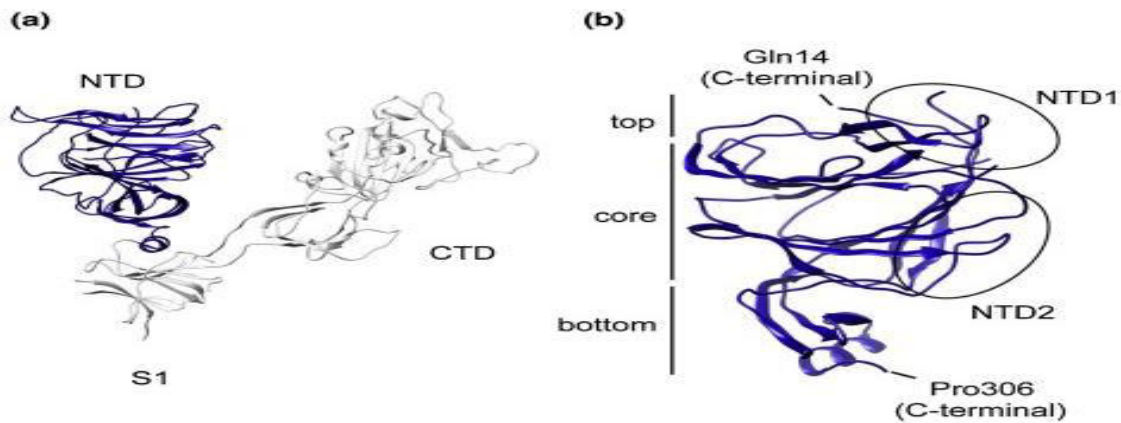 (a)
NTD
CTD
S1
(b)
Gln14
(C-terminal)
NTD1
top
core
NTD2
bottom
Pro306
(C-terminal)